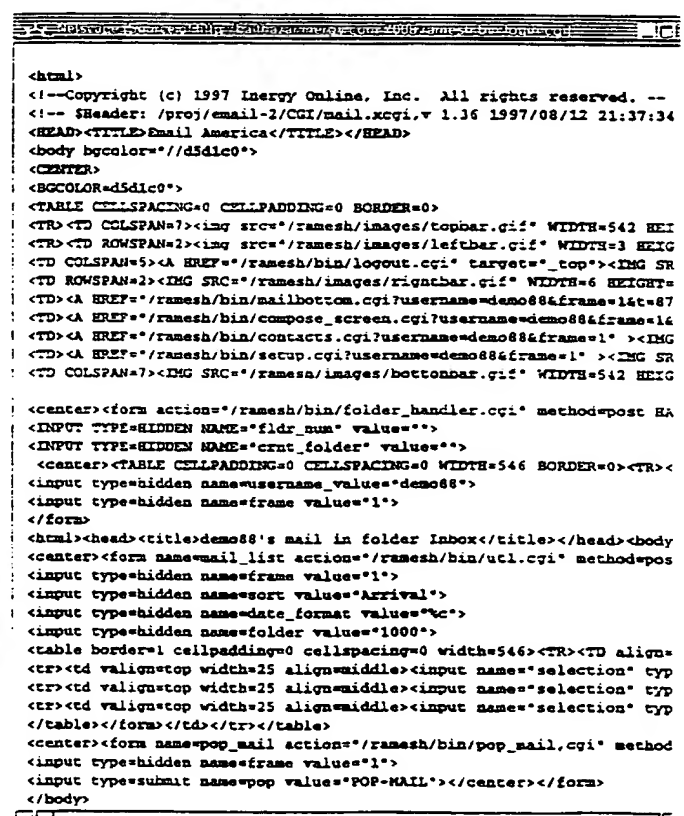 <html>
<!--Copyright (c) 1997 Inergy Online, Inc. All rights reserved. --
<!-- $Header: /proj/email-2/CGI/mail.xcgi,v 1.36 1997/08/12 21:37:34
<HEAD><TITLE>Email America</TITLE></HEAD>
<body bgcolor="//d5d1c0">
<CENTER>
<BGCOLOR=d5d1c0">
<TABLE CELLSPACING=0 CELLPADDING=0 BORDER=0>
<TR><TD COLSPAN=7><img src="/ramesh/images/topbar.gif" WIDTH=542 HEI
<TR><TD ROWSPAN=2><img src="/ramesh/images/leftbar.gif" WIDTH=3 HEIG
<TD COLSPAN=5><A HREF="/ramesh/bin/logout.cgi" target="_top"><IMG SR
<TD ROWSPAN=2><IMG SRC="/ramesh/images/rightbar.gif" WIDTH=6 HEIGHT=
<TD><A HREF="/ramesh/bin/mailbottom.cgi?username=demo88&frame=1&t=87
<TD><A HREF="/ramesh/bin/compose_screen.cgi?username=demo88&frame=1&
<TD><A HREF="/ramesh/bin/contacts.cgi?username=demo88&frame=1" ><IMG
<TD><A HREF="/ramesh/bin/setup.cgi?username=demo88&frame=1" ><IMG SR
<TD COLSPAN=7><IMG SRC="/ramesh/images/bottombar.gif" WIDTH=542 HEIG
<center><form action="/ramesh/bin/folder_handler.cgi" method=post HA
<INPUT TYPE=HIDDEN NAME="fldr_num" value="">
<INPUT TYPE=HIDDEN NAME="crnt_folder" value="">
<center><TABLE CELLPADDING=0 CELLSPACING=0 WIDTH=546 BORDER=0><TR><
<input type=hidden name=username_value="demo88">
<input type=hidden name=frame value="1">
</form>
<html><head><title>demo88's mail in folder Inbox</title></head><body
<center><form name=mail_list action="/ramesh/bin/utl.cgi" method=pos
<input type=hidden name=frame value="1">
<input type=hidden name=sort value="Arrival">
<input type=hidden name=date_format value="%c">
<input type=hidden name=folder value="1000">
<table border=1 cellpadding=0 cellspacing=0 width=546><TR><TD align=
<tr><td valign=top width=25 align=middle><input name="selection" typ
<tr><td valign=top width=25 align=middle><input name="selection" typ
<tr><td valign=top width=25 align=middle><input name="selection" typ
</table></form></td></tr></table>
<center><form name=pop_mail action="/ramesh/bin/pop_mail,cgi" method
<input type=hidden name=frame value="1">
<input type=submit name=pop value="POP-MAIL"></center></form>
</body>